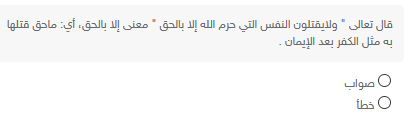 قال تعالى " ولايقتلون النفس التي حرم الله إلا بالحق " معنى إلا بالحق، أي: ماحق قتلها
به مثل الكفر بعد الإيمان .
صواب
خطأ